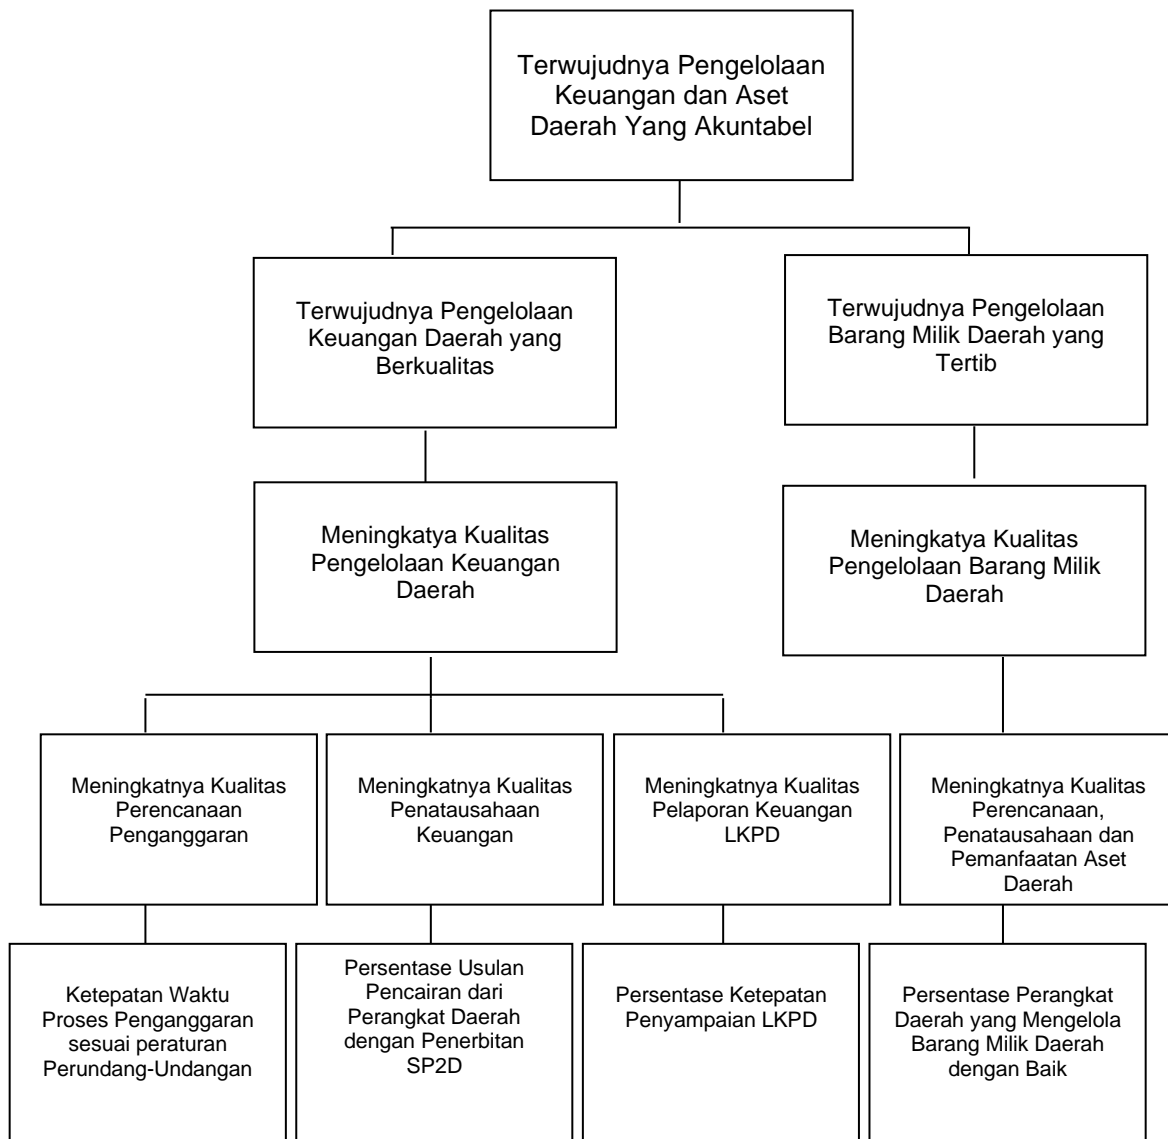 Terwujudnya Pengelolaan
Keuangan dan Aset
Daerah Yang Akuntabel
Terwujudnya Pengelolaan
Keuangan Daerah yang
Berkualitas
Terwujudnya Pengelolaan
Barang Milik Daerah yang
Tertib
Meningkatya Kualitas
Pengelolaan Keuangan
Daerah
Meningkatya Kualitas
Pengelolaan Barang Milik
Daerah
Meningkatnya Kualitas
Perencanaan
Penganggaran
Meningkatnya Kualitas
Penatausahaan
Keuangan
Meningkatnya Kualitas
Pelaporan Keuangan
LKPD
Meningkatnya Kualitas
Perencanaan,
Penatausahaan dan
Pemanfaatan Aset
Daerah
Ketepatan Waktu
Proses Penganggaran
sesuai peraturan
Perundang-Undangan
Persentase Usulan
Pencairan dari
Perangkat Daerah
dengan Penerbitan
SP2D
Persentase Ketepatan
Penyampaian LKPD
Persentase Perangkat
Daerah yang Mengelola
Barang Milik Daerah
dengan Baik